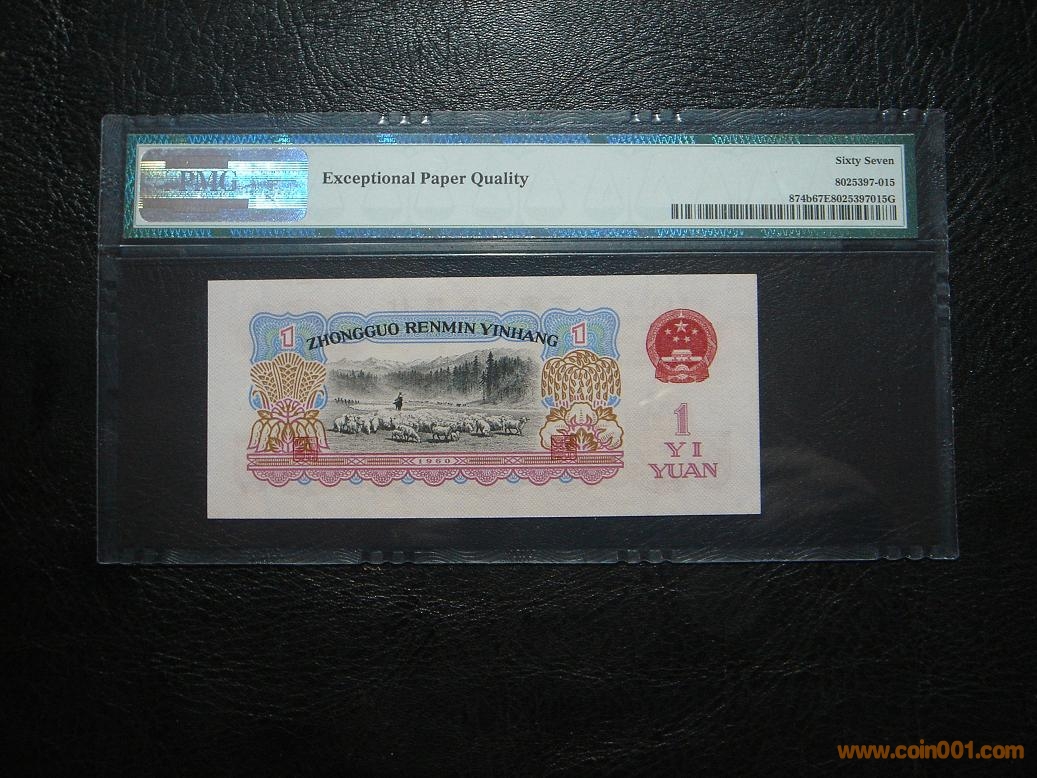 PMG
Exceptional Paper Quality
Sixty Seven
8025397-015
874b67E8025397015G
ZHONGGUO RENMIN YINHANG
1
1
1960
1
YI
YUAN
www.coin001.com